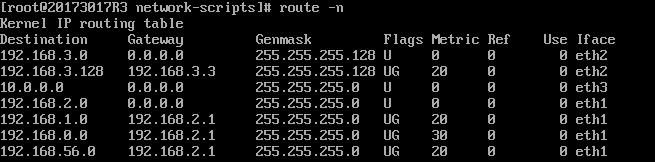 [root@20173017R3 network-scripts]# route -n
Kernel IP routing table
Destination Gateway Genmask Flags Metric Ref Use Iface
192.168.3.0 0.0.0.0 255.255.255.128 U 0 0 0 eth2
192.168.3.128 192.168.3.3 255.255.255.128 UG 20 0 0 eth2
10.0.0.0 0.0.0.0 255.255.255.0 U 0 0 0 eth3
192.168.2.0 0.0.0.0 255.255.255.0 U 0 0 0 eth1
192.168.1.0 192.168.2.1 255.255.255.0 UG 20 0 0 eth1
192.168.0.0 192.168.2.1 255.255.255.0 UG 30 0 0 eth1
192.168.56.0 192.168.2.1 255.255.255.0 UG 20 0 0 eth1